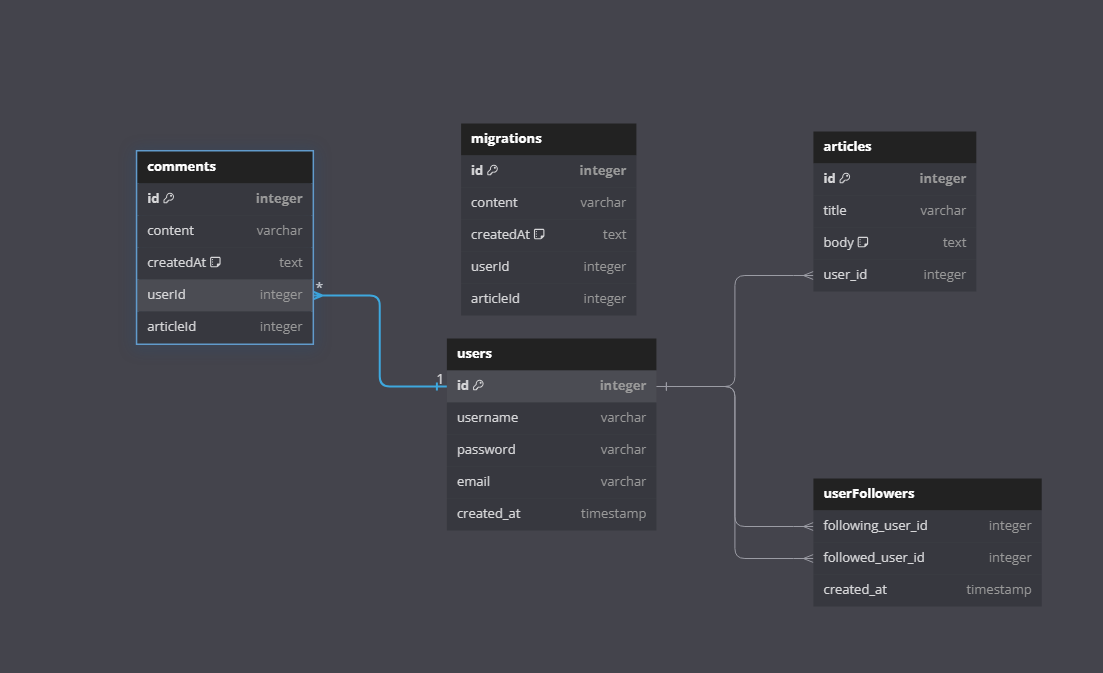 comments
id integer
content varchar
createdAt text
userId integer
articleId integer
*
1
migrations
id integer
content varchar
createdAt text
userId integer
articleId integer
users
id integer
username varchar
password varchar
email varchar
created_at timestamp
articles
id integer
title varchar
body text
user_id integer
userFollowers
following_user_id integer
followed_user_id integer
created_at timestamp